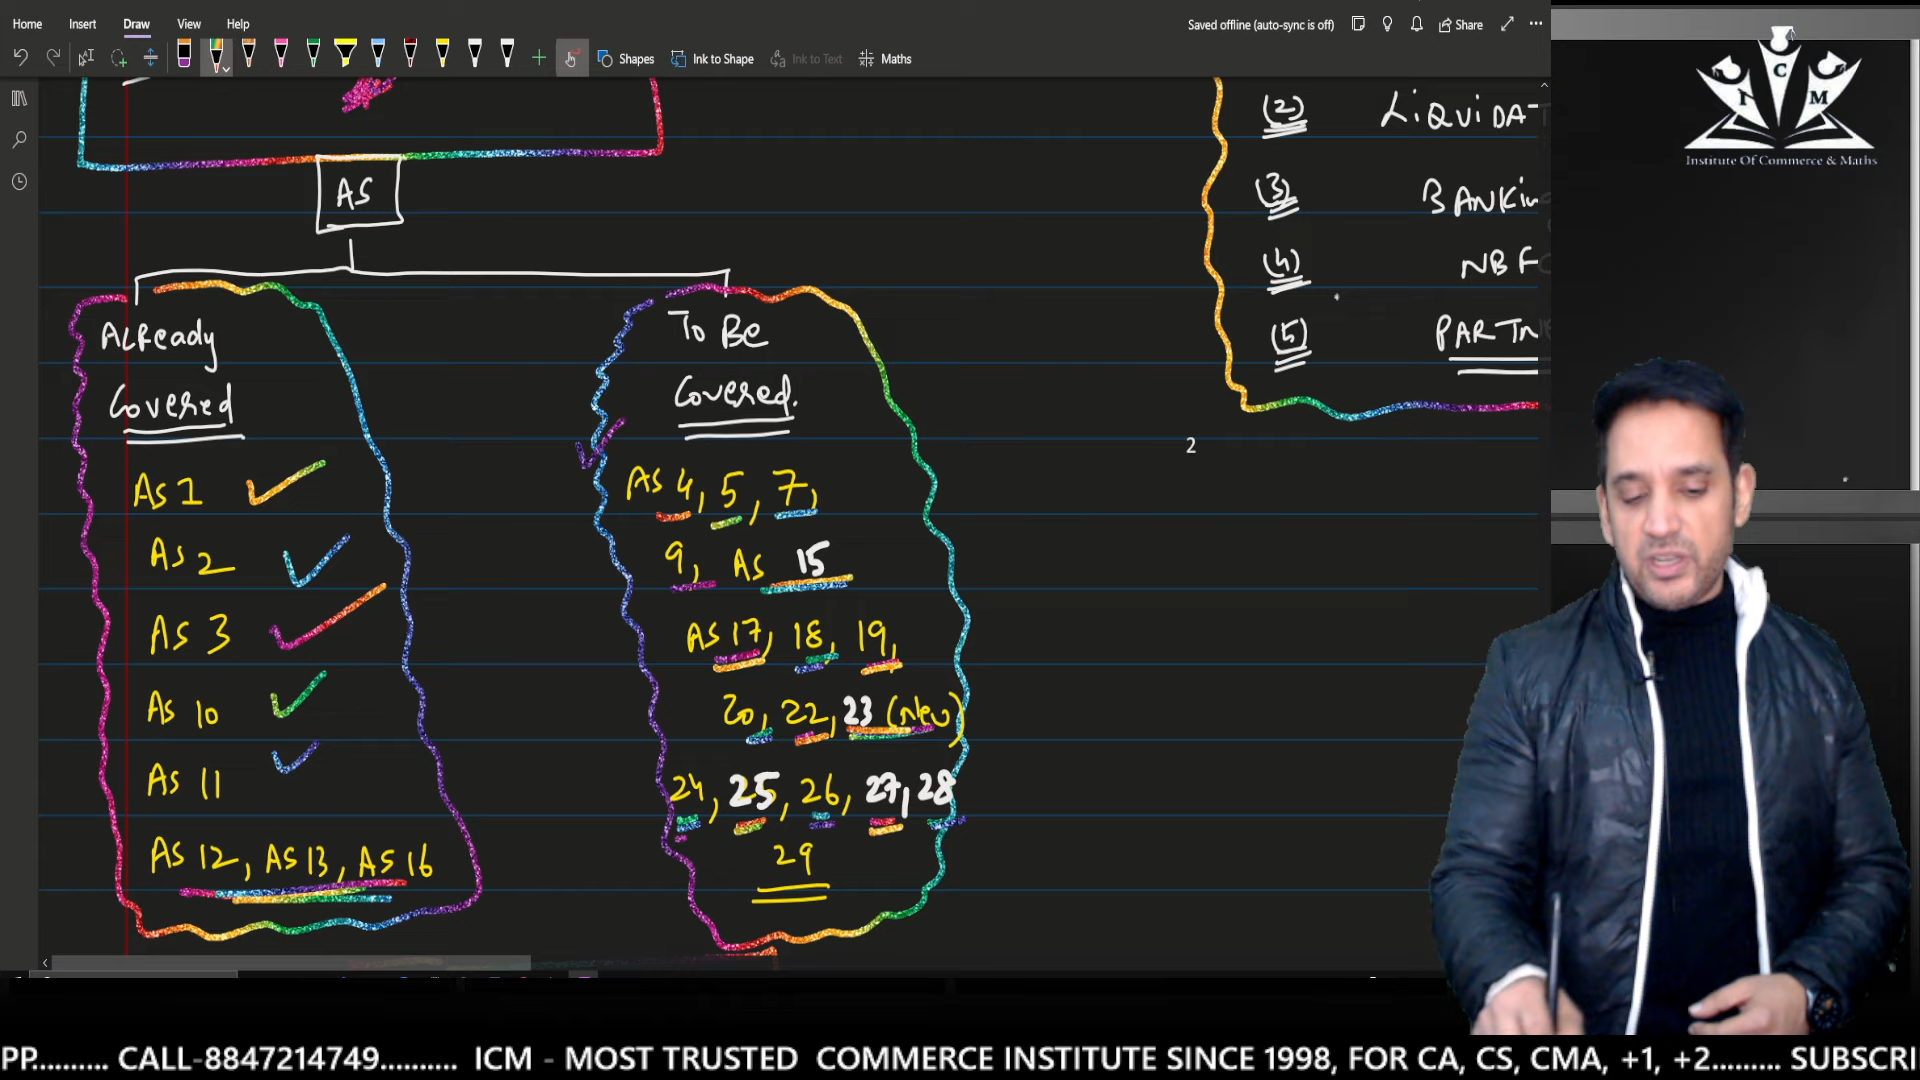 Home Insert Draw View Help
Saved offline (auto-sync is off) Share
Shapes Ink to Shape Ink to Text Maths
AS
Already
Covered
As 1
As 2
As 3
As 10
As 11
As 12, As 13, As 16
To Be
Covered.
As 4, 5, 7,
9, As 15
As 17, 18, 19,
20, 22, 23 (New)
24, 25, 26, 27, 28
29
(2) LiQuiDAT
(3) BANKin
(4) NBFC
(5) PARTNE
2
I C M
Institute Of Commerce & Maths
PP.......... CALL-8847214749.......... ICM - MOST TRUSTED COMMERCE INSTITUTE SINCE 1998, FOR CA, CS, CMA, +1, +2......... SUBSCRI